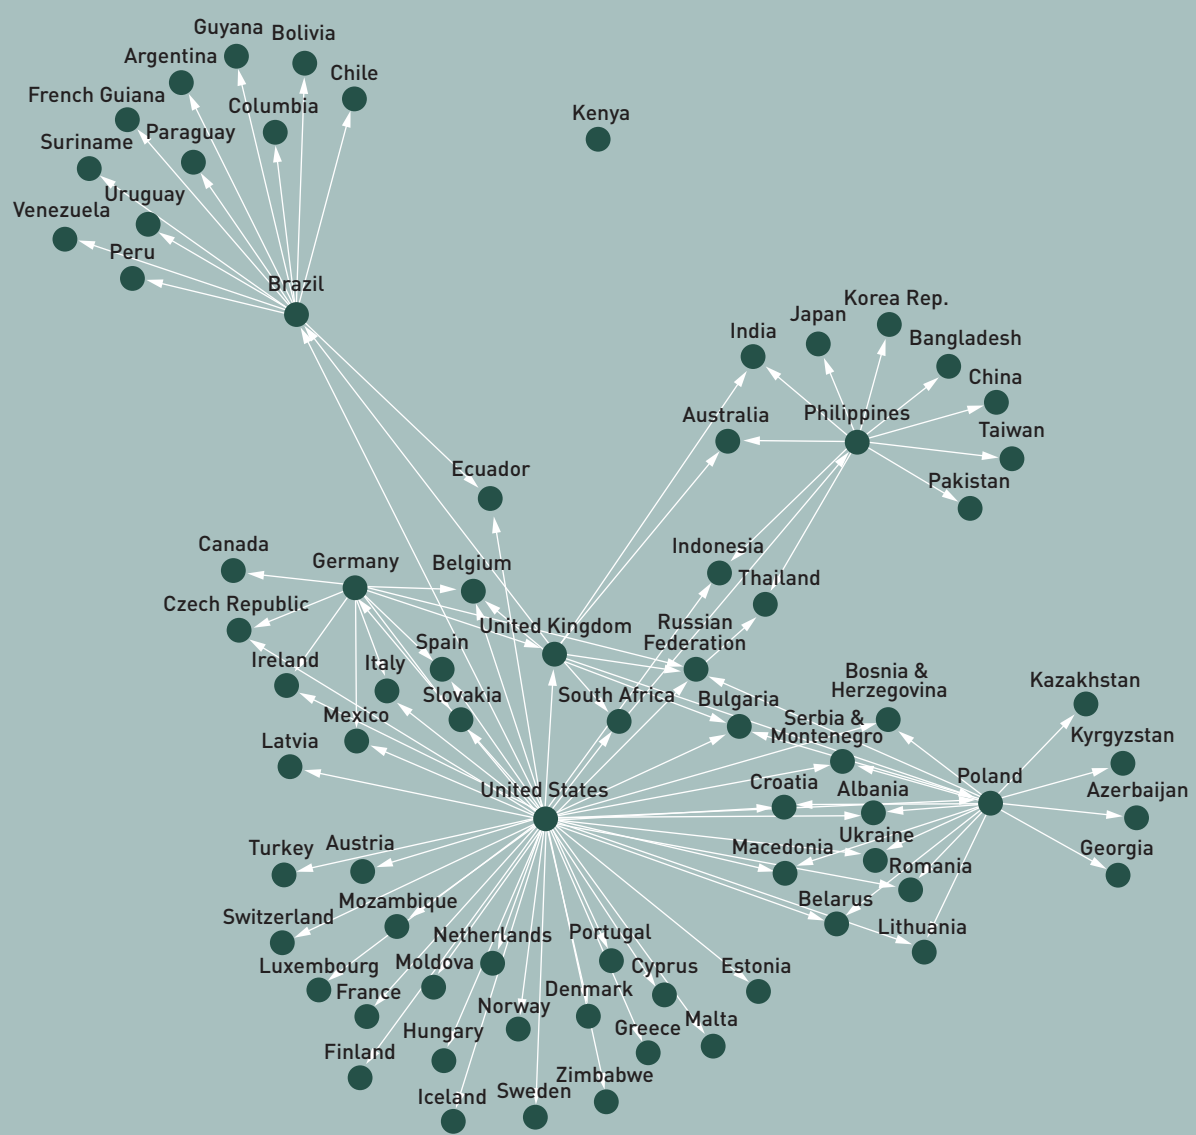 Guyana
Bolivia
Argentina
Chile
French Guiana
Columbia
Kenya
Suriname
Paraguay
Uruguay
Venezuela
Peru
Brazil
Korea Rep.
Japan
India
Bangladesh
China
Australia
Philippines
Taiwan
Ecuador
Pakistan
Canada
Germany
Belgium
Indonesia
Thailand
Czech Republic
United Kingdom
Russian
Federation
Spain
Ireland
Italy
Slovakia
South Africa
Bulgaria
Bosnia &
Herzegovina
Kazakhstan
Mexico
Serbia &
Montenegro
Latvia
Kyrgyzstan
United States
Croatia
Albania
Poland
Azerbaijan
Turkey
Austria
Macedonia
Ukraine
Georgia
Romania
Mozambique
Belarus
Switzerland
Netherlands
Portugal
Lithuania
Luxembourg
Moldova
Cyprus
Estonia
France
Norway
Denmark
Hungary
Greece
Malta
Finland
Zimbabwe
Iceland
Sweden